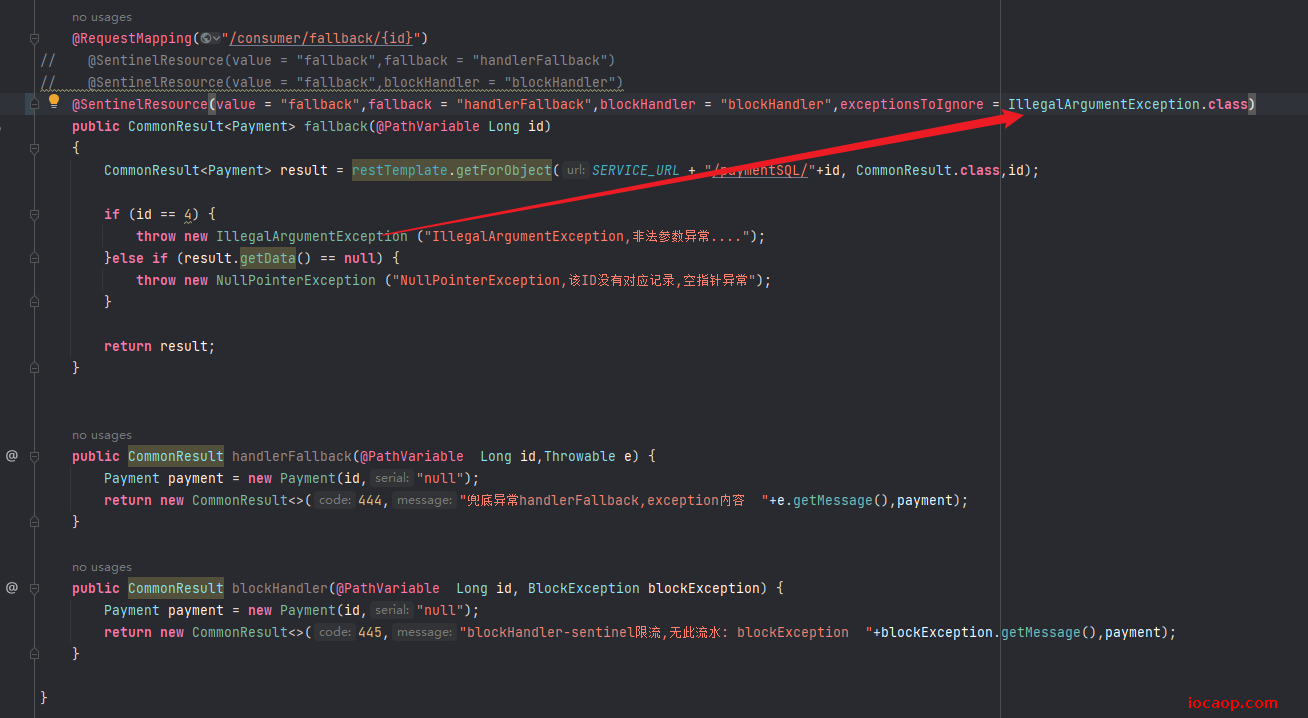 no usages
@RequestMapping("/consumer/fallback/{id}")
// @SentinelResource(value = "fallback",fallback = "handlerFallback")
// @SentinelResource(value = "fallback",blockHandler = "blockHandler")
@SentinelResource(value = "fallback",fallback = "handlerFallback",blockHandler = "blockHandler",exceptionsToIgnore = IllegalArgumentException.class)
public CommonResult<Payment> fallback(@PathVariable Long id)
{
CommonResult<Payment> result = restTemplate.getForObject( url: SERVICE_URL + "/paymentSQL/"+id, CommonResult.class,id);
if (id == 4) {
throw new IllegalArgumentException ("IllegalArgumentException,非法参数异常....");
}else if (result.getData() == null) {
throw new NullPointerException ("NullPointerException,该ID没有对应记录,空指针异常");
}
return result;
}
no usages
@ public CommonResult handlerFallback(@PathVariable Long id,Throwable e) {
Payment payment = new Payment(id, serial: "null");
return new CommonResult<>( code: 444, message: "兜底异常handlerFallback,exception内容 "+e.getMessage(),payment);
}
no usages
@ public CommonResult blockHandler(@PathVariable Long id, BlockException blockException) {
Payment payment = new Payment(id, serial: "null");
return new CommonResult<>( code: 445, message: "blockHandler-sentinel限流,无此流水: blockException "+blockException.getMessage(),payment);
}
}
iocaop.com